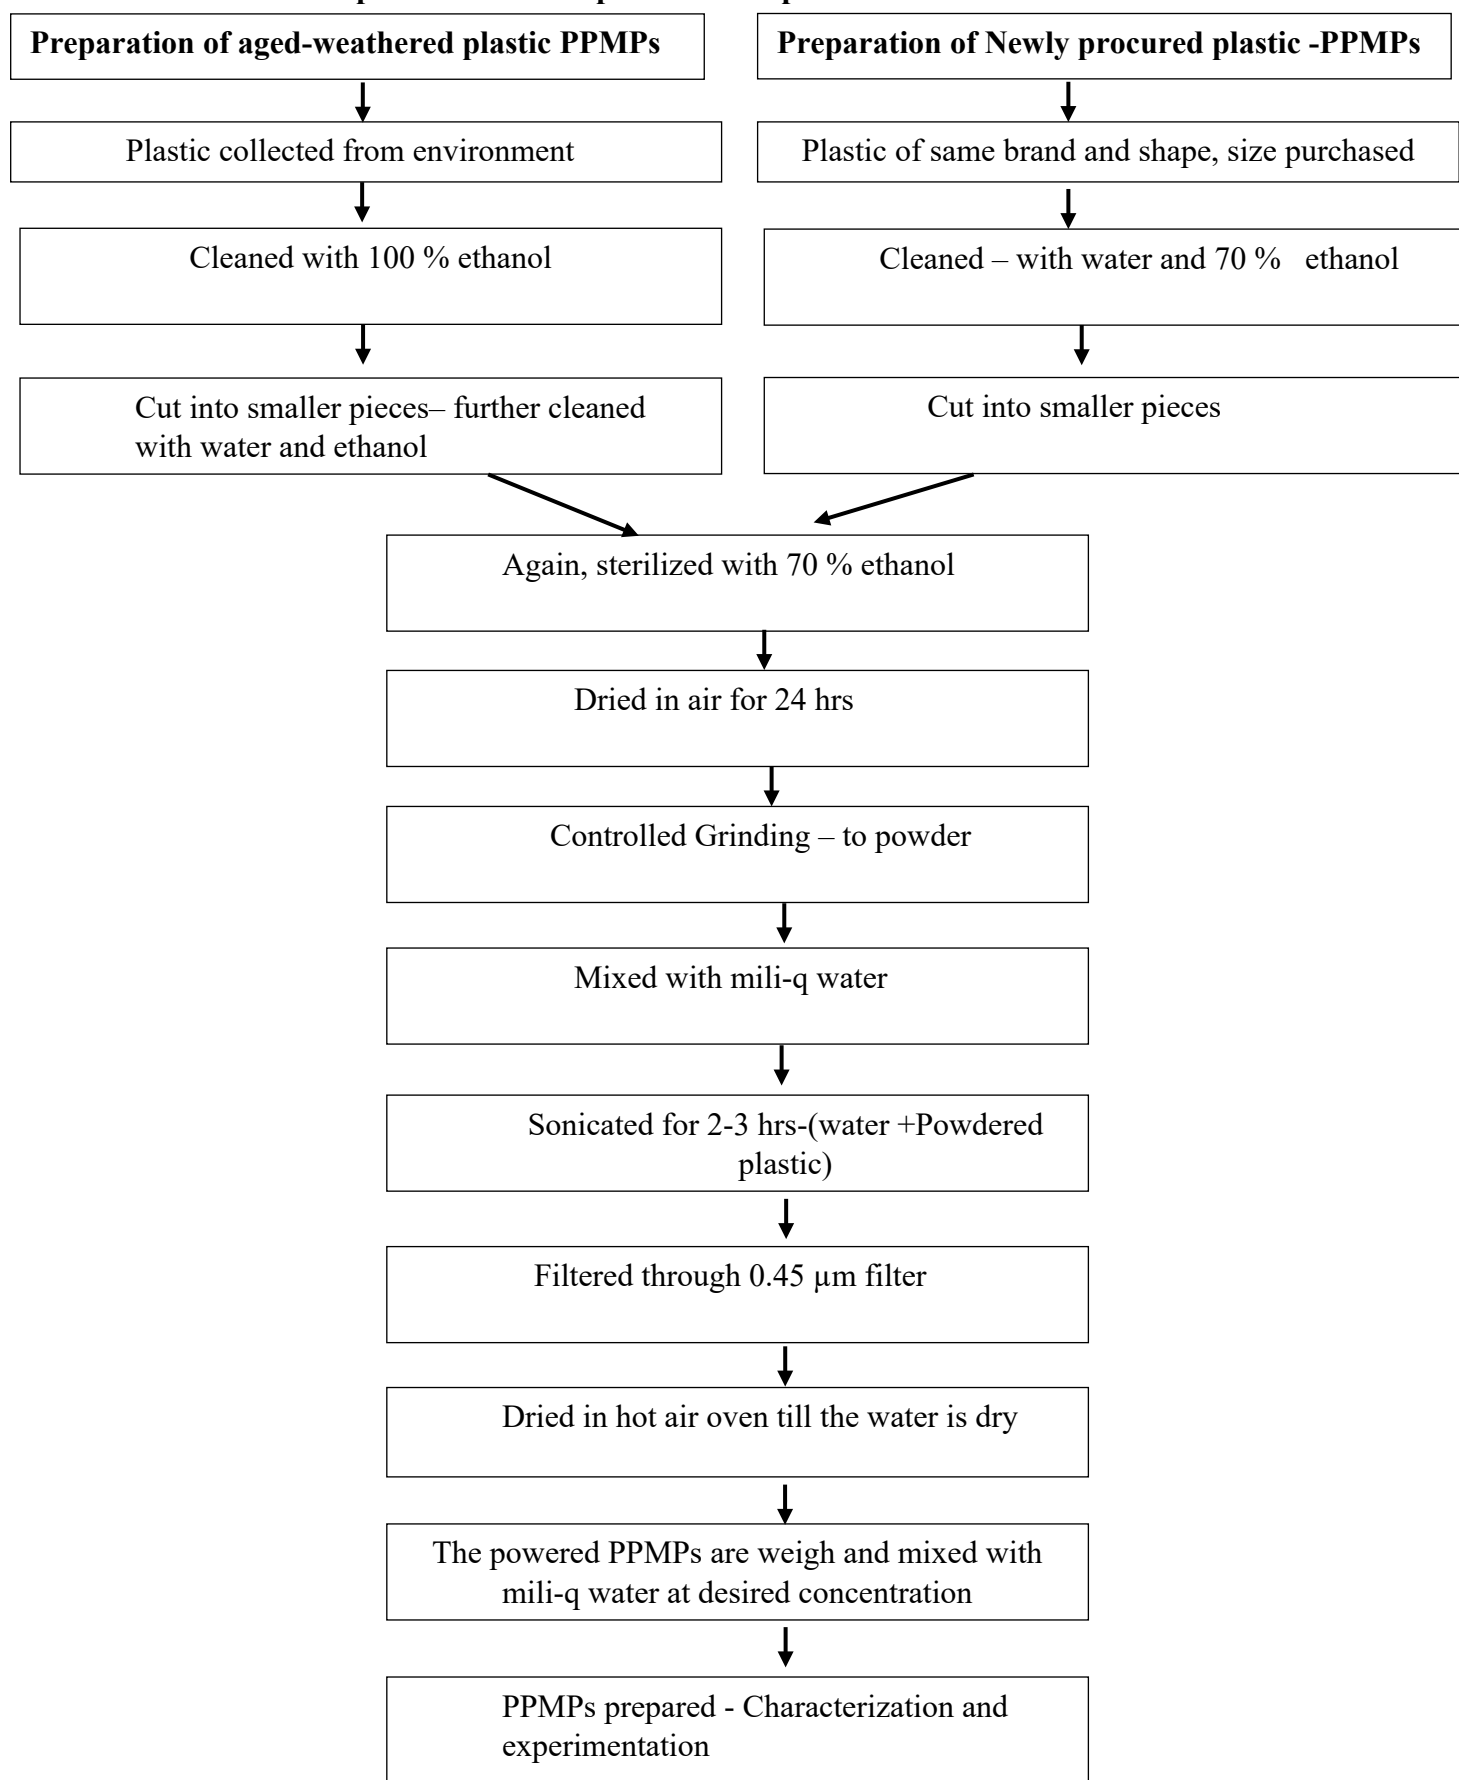 Preparation of aged-weathered plastic PPMPs
Preparation of Newly procured plastic -PPMPs
Plastic collected from environment
Plastic of same brand and shape, size purchased
Cleaned with 100 % ethanol
Cleaned – with water and 70 % ethanol
Cut into smaller pieces– further cleaned
with water and ethanol
Cut into smaller pieces
Again, sterilized with 70 % ethanol
Dried in air for 24 hrs
Controlled Grinding – to powder
Mixed with mili-q water
Sonicated for 2-3 hrs-(water +Powdered
plastic)
Filtered through 0.45 µm filter
Dried in hot air oven till the water is dry
The powered PPMPs are weigh and mixed with
mili-q water at desired concentration
PPMPs prepared - Characterization and
experimentation